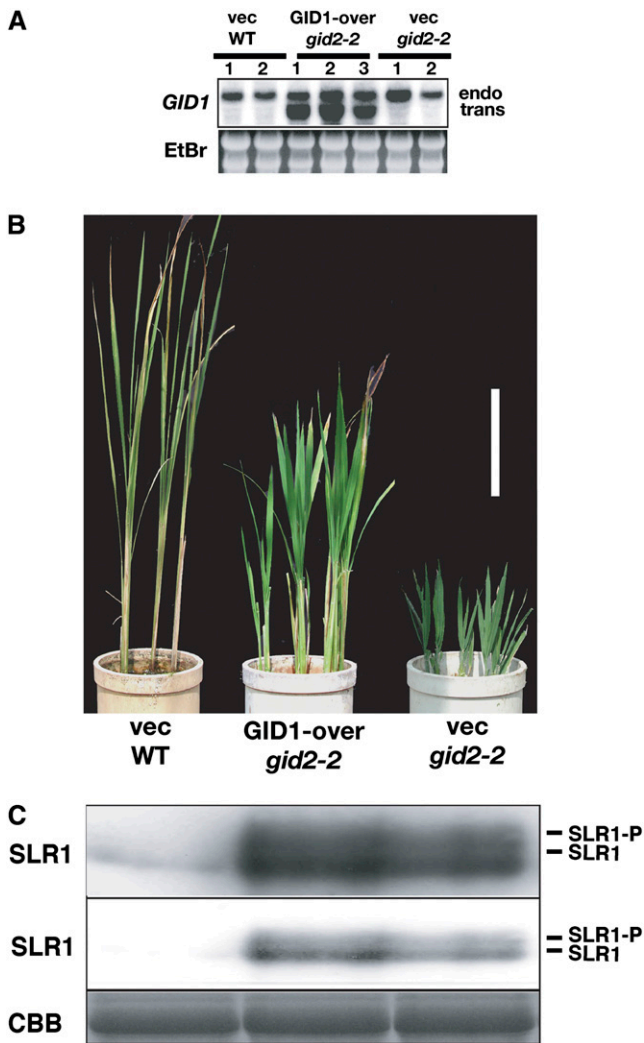 A
vec GID1-over vec
WT gid2-2 gid2-2
1 2 1 2 3 1 2
GID1
endo
trans
EtBr
B
vec GID1-over vec
WT gid2-2 gid2-2
C
SLR1
SLR1-P
SLR1
SLR1
SLR1-P
SLR1
CBB